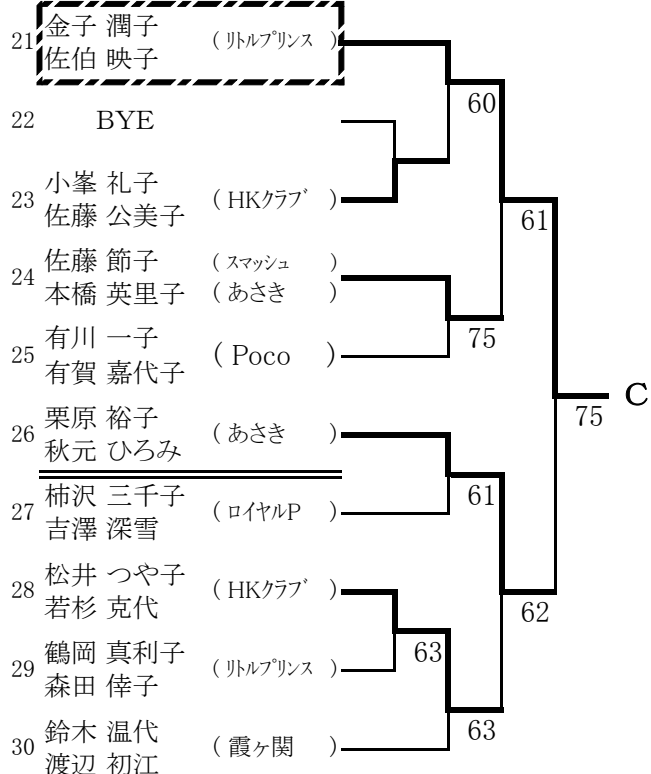 21 金子 潤子 (リトルプリンス)
佐伯 映子
60
22 BYE
23 小峯 礼子 (HKクラブ)
佐藤 公美子
61
24 佐藤 節子 (スマッシュ)
本橋 英里子 (あさき)
75
25 有川 一子 (Poco)
有賀 嘉代子
75 C
26 栗原 裕子 (あさき)
秋元 ひろみ
61
27 柿沢 三千子 (ロイヤルP)
吉澤 深雪
28 松井 つや子 (HKクラブ)
若杉 克代
62
63
29 鶴岡 真利子 (リトルプリンス)
森田 倖子
63
30 鈴木 温代 (霞ヶ関)
渡辺 初江